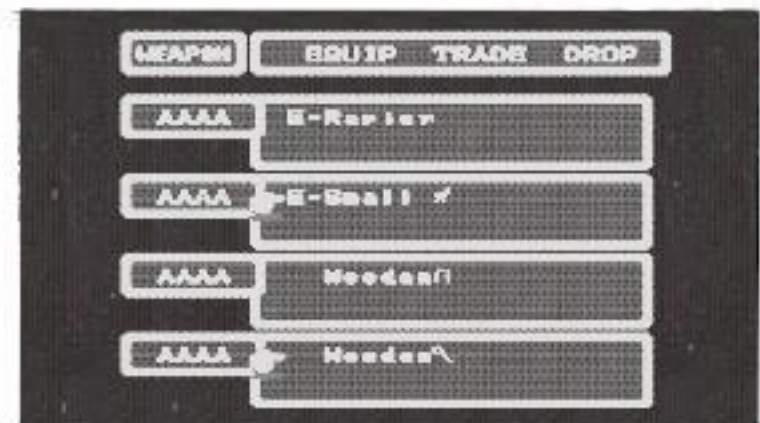 WEAPON EQUIP TRADE DROP
AAAA E-Rapier
AAAA E-Small
AAAA Wooden
AAAA Wooden